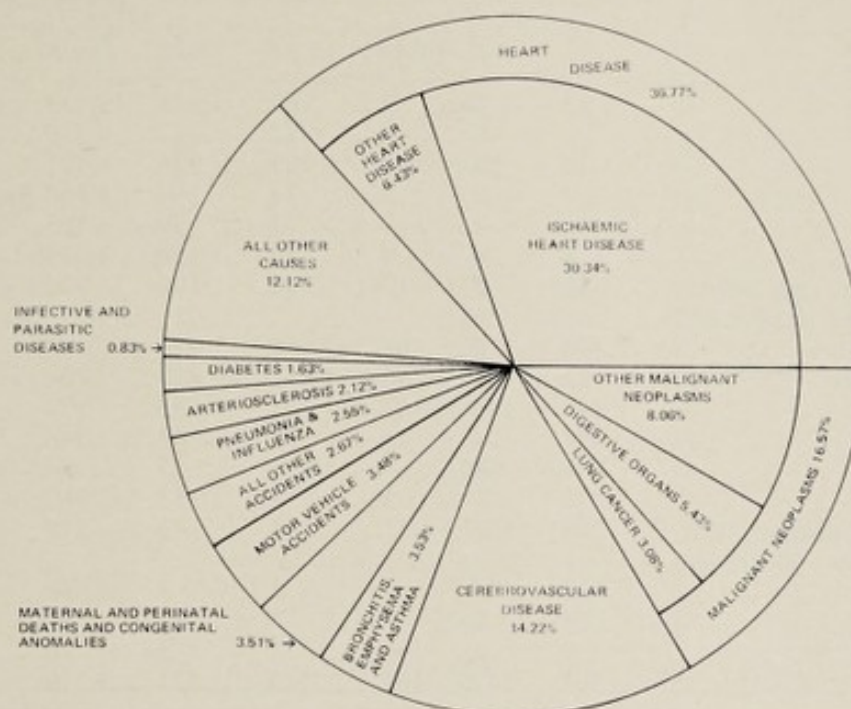 HEART
DISEASE
36.77%
OTHER
HEART
DISEASE
6.43%
ISCHAEMIC
HEART DISEASE
30.34%
ALL OTHER
CAUSES
12.12%
INFECTIVE AND
PARASITIC
DISEASES 0.83% →
DIABETES 1.63%
ARTERIOSCLEROSIS 2.12%
PNEUMONIA &
INFLUENZA 2.55%
ALL OTHER
ACCIDENTS 2.67%
MOTOR VEHICLE
ACCIDENTS 3.48%
MATERNAL AND PERINATAL
DEATHS AND CONGENITAL
ANOMALIES 3.51% →
BRONCHITIS,
EMPHYSEMA
AND ASTHMA
3.53%
CEREBROVASCULAR
DISEASE
14.22%
LUNG CANCER 3.08%
DIGESTIVE ORGANS 5.43%
OTHER MALIGNANT
NEOPLASMS
8.06%
MALIGNANT NEOPLASMS 16.57%